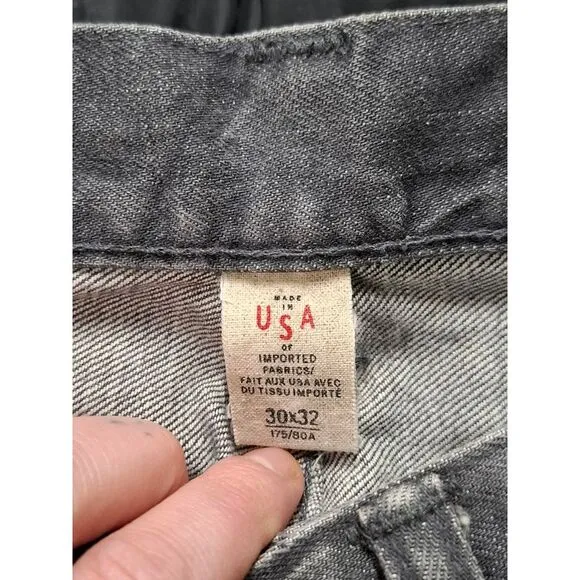 MADE
IN
USA
OF
IMPORTED
FABRICS/
FAIT AUX USA AVEC
DU TISSU IMPORTÉ
30x32
175/80A